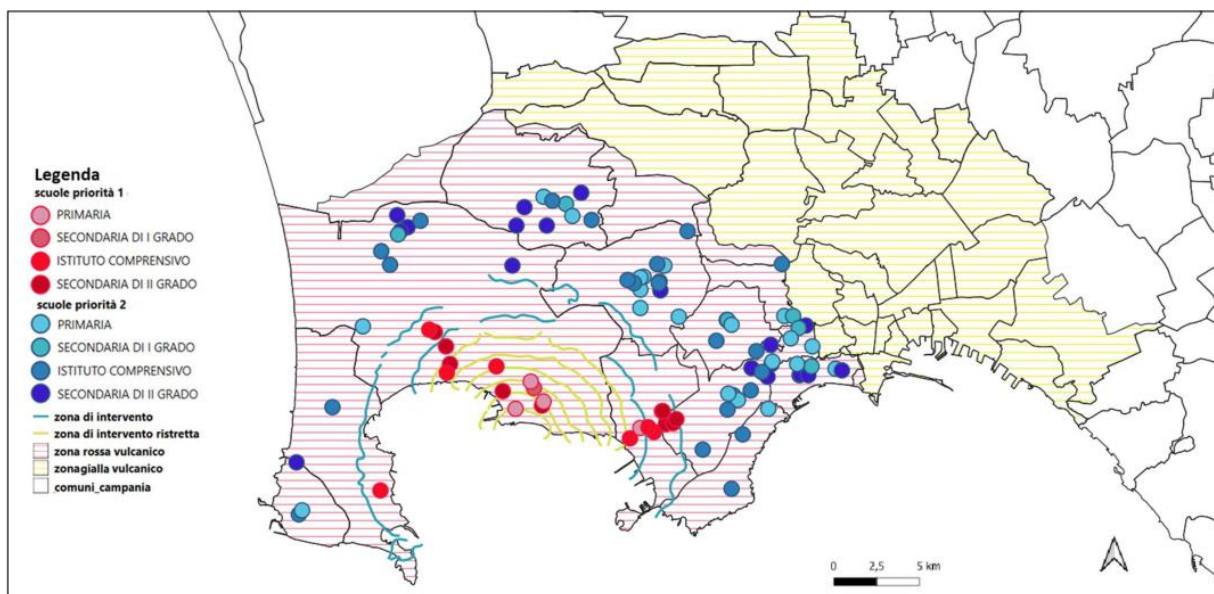 Legenda
scuole priorità 1
PRIMARIA
SECONDARIA DI I GRADO
ISTITUTO COMPRENSIVO
SECONDARIA DI II GRADO
scuole priorità 2
PRIMARIA
SECONDARIA DI I GRADO
ISTITUTO COMPRENSIVO
SECONDARIA DI II GRADO
zona di intervento
zona di intervento ristretta
zona rossa vulcanico
zonagialla vulcanico
comuni_campania
0 2,5 5 km